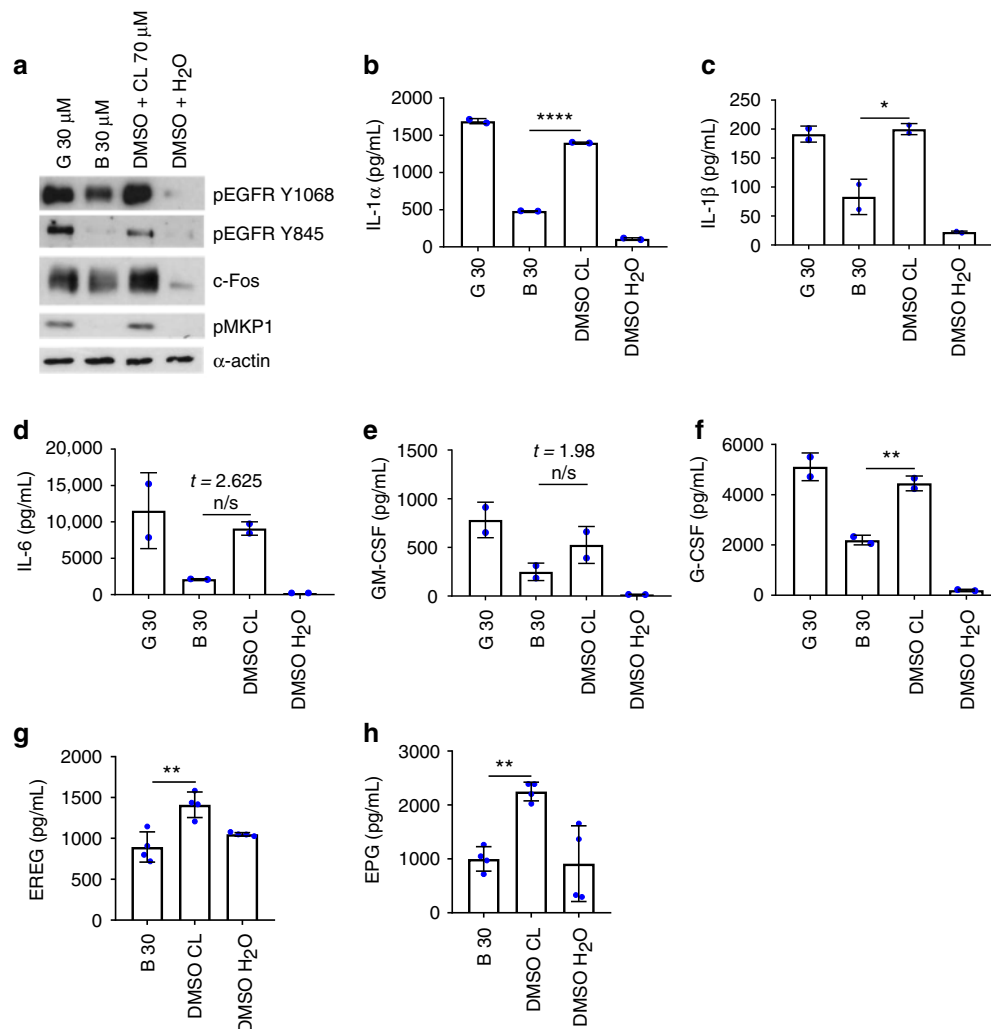 a
G 30 μM
B 30 μM
DMSO + CL 70 μM
DMSO + H₂O
pEGFR Y1068
pEGFR Y845
c-Fos
pMKP1
α-actin
b
IL-1α (pg/mL)
2000
1500
1000
500
0
****
G 30
B 30
DMSO CL
DMSO H₂O
c
IL-1β (pg/mL)
250
200
150
100
50
0
*
G 30
B 30
DMSO CL
DMSO H₂O
d
IL-6 (pg/mL)
20,000
15,000
10,000
5000
0
t = 2.625
n/s
G 30
B 30
DMSO CL
DMSO H₂O
e
GM-CSF (pg/mL)
1500
1000
500
0
t = 1.98
n/s
G 30
B 30
DMSO CL
DMSO H₂O
f
G-CSF (pg/mL)
6000
4000
2000
0
**
G 30
B 30
DMSO CL
DMSO H₂O
g
EREG (pg/mL)
2000
1500
1000
500
0
**
B 30
DMSO CL
DMSO H₂O
h
EPG (pg/mL)
3000
2000
1000
0
**
B 30
DMSO CL
DMSO H₂O